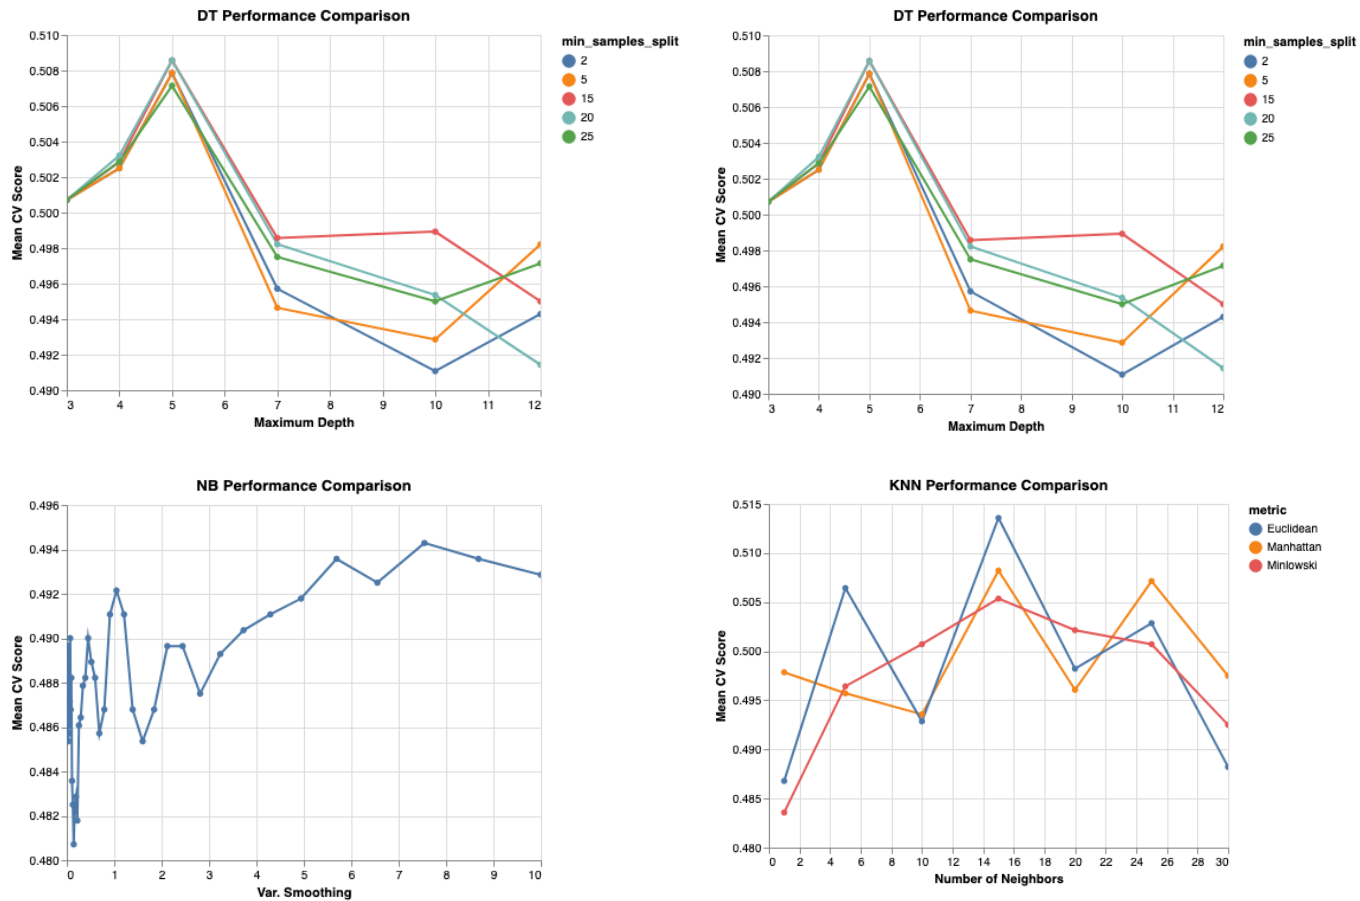 DT Performance Comparison
0.510
0.508
0.506
0.504
0.502
0.500
0.498
0.496
0.494
0.492
0.490
Mean CV Score
3 4 5 6 7 8 9 10 11 12
Maximum Depth
min_samples_split
2
5
15
20
25
DT Performance Comparison
0.510
0.508
0.506
0.504
0.502
0.500
0.498
0.496
0.494
0.492
0.490
Mean CV Score
3 4 5 6 7 8 9 10 11 12
Maximum Depth
min_samples_split
2
5
15
20
25
NB Performance Comparison
0.496
0.494
0.492
0.490
0.488
0.486
0.484
0.482
0.480
Mean CV Score
0 1 2 3 4 5 6 7 8 9 10
Var. Smoothing
KNN Performance Comparison
0.515
0.510
0.505
0.500
0.495
0.490
0.485
0.480
Mean CV Score
0 2 4 6 8 10 12 14 16 18 20 22 24 26 28 30
Number of Neighbors
metric
Euclidean
Manhattan
Minlowski